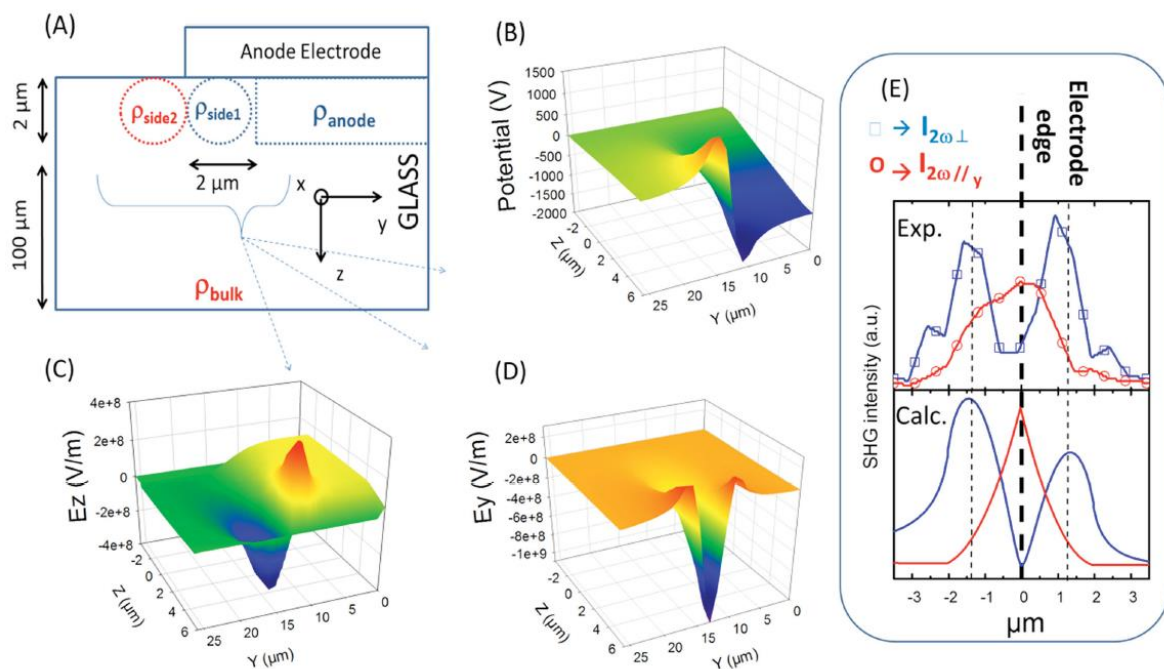 (A)
Anode Electrode
ρside2
ρside1
ρanode
2 μm
2 μm
100 μm
x
y
z
GLASS
ρbulk
(B)
Potential (V)
1500
1000
500
0
-500
-1000
-1500
-2000
Z (μm)
-2
0
2
4
6
Y (μm)
25
20
15
10
5
0
(C)
Ez (V/m)
4e+8
2e+8
0
-2e+8
-4e+8
Z (μm)
-2
0
2
4
6
Y (μm)
25
20
15
10
5
0
(D)
Ey (V/m)
2e+8
0
-2e+8
-4e+8
-6e+8
-8e+8
-1e+9
Z (μm)
-2
0
2
4
6
Y (μm)
25
20
15
10
5
0
(E)
Electrode
edge
□ → I2ω⊥
O → I2ω//y
Exp.
Calc.
SHG intensity (a.u.)
-3 -2 -1 0 1 2 3
μm